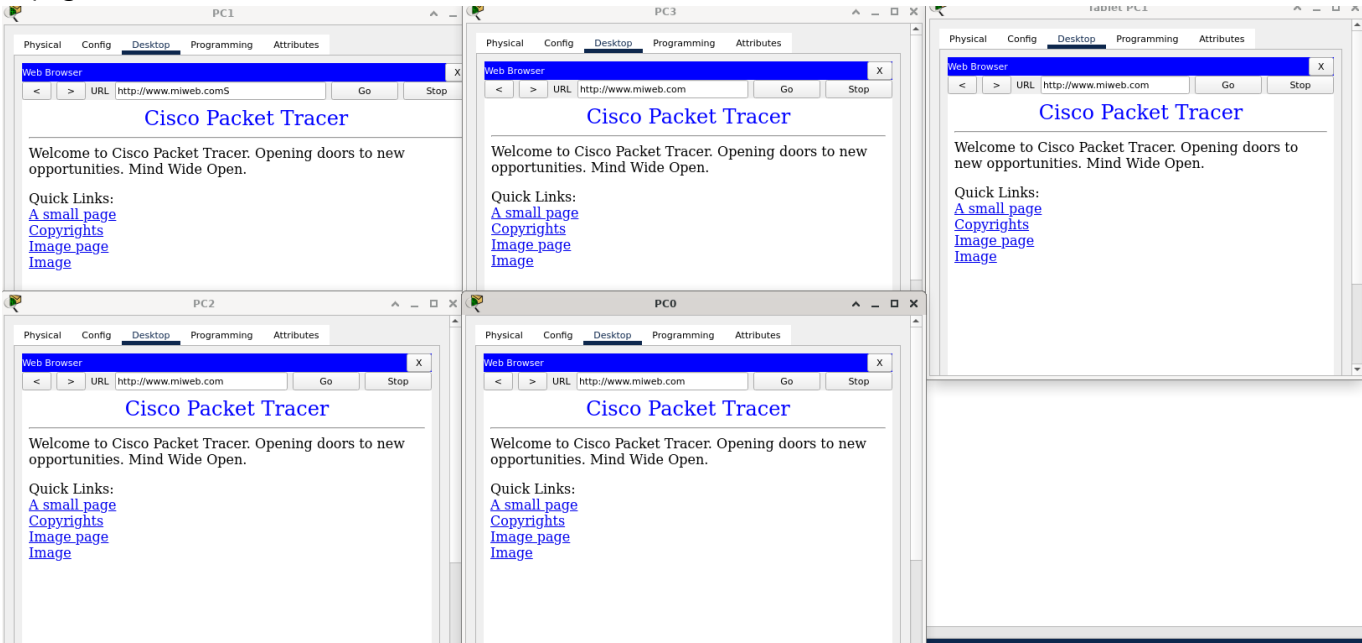 PC1
Physical Config Desktop Programming Attributes
Web Browser X
< > URL http://www.miweb.comS Go Stop
Cisco Packet Tracer
Welcome to Cisco Packet Tracer. Opening doors to new
opportunities. Mind Wide Open.
Quick Links:
A small page
Copyrights
Image page
Image
PC3
Physical Config Desktop Programming Attributes
Web Browser X
< > URL http://www.miweb.com Go Stop
Cisco Packet Tracer
Welcome to Cisco Packet Tracer. Opening doors to new
opportunities. Mind Wide Open.
Quick Links:
A small page
Copyrights
Image page
Image
Tablet PC1
Physical Config Desktop Programming Attributes
Web Browser X
< > URL http://www.miweb.com Go Stop
Cisco Packet Tracer
Welcome to Cisco Packet Tracer. Opening doors to
new opportunities. Mind Wide Open.
Quick Links:
A small page
Copyrights
Image page
Image
PC2
Physical Config Desktop Programming Attributes
Web Browser X
< > URL http://www.miweb.com Go Stop
Cisco Packet Tracer
Welcome to Cisco Packet Tracer. Opening doors to new
opportunities. Mind Wide Open.
Quick Links:
A small page
Copyrights
Image page
Image
PC0
Physical Config Desktop Programming Attributes
Web Browser X
< > URL http://www.miweb.com Go Stop
Cisco Packet Tracer
Welcome to Cisco Packet Tracer. Opening doors to new
opportunities. Mind Wide Open.
Quick Links:
A small page
Copyrights
Image page
Image